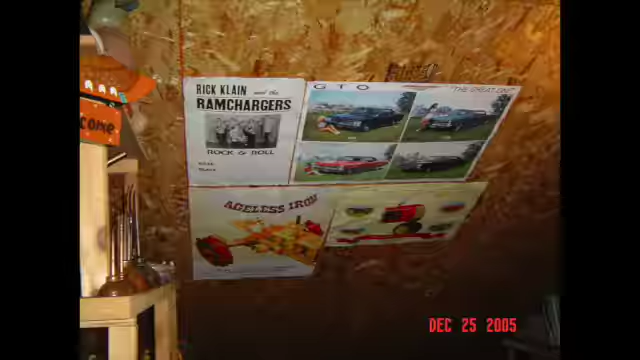 RICK KLAIN and the
RAMCHARGERS
ROCK & ROLL
GTO
"THE GREAT ONE"
AGELESS IRON
COME
DEC 25 2005